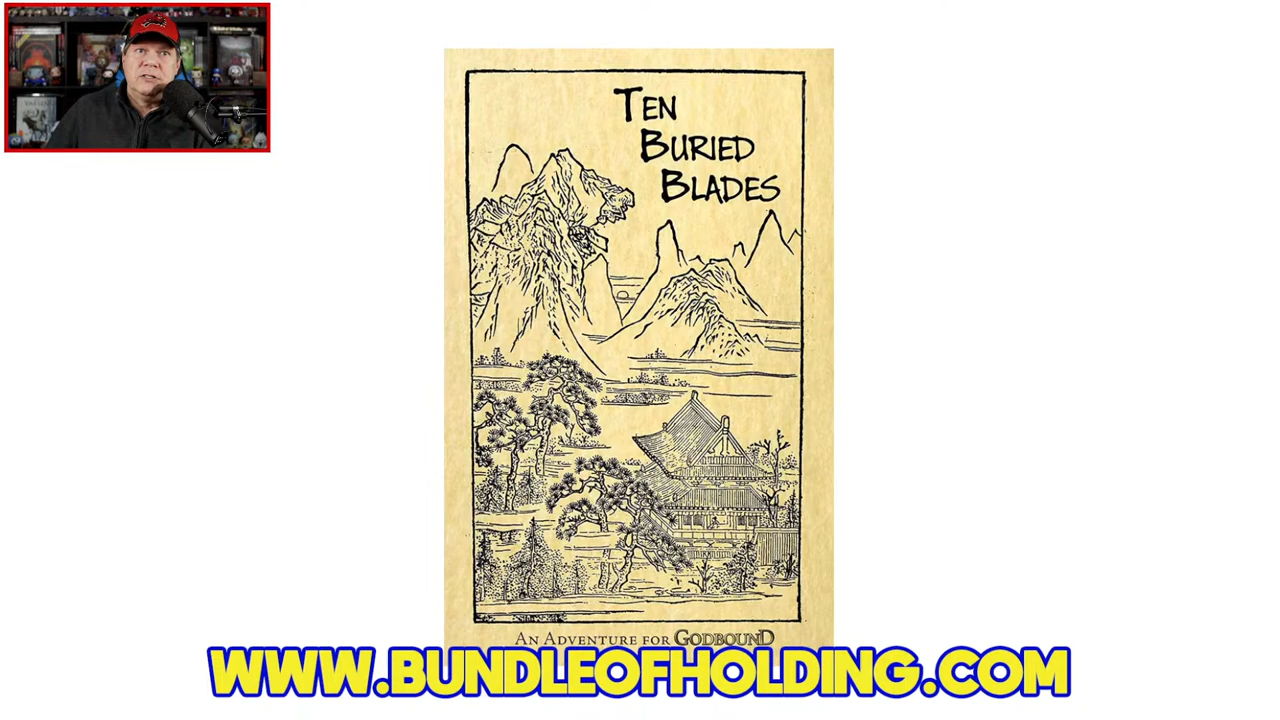 TEN
BURIED
BLADES
AN ADVENTURE FOR GODBOUND
WWW.BUNDLEOFHOLDING.COM